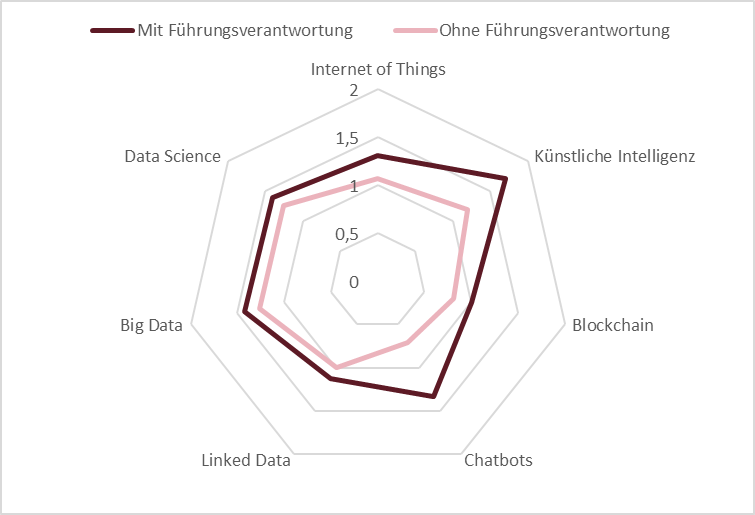 Mit Führungsverantwortung
Ohne Führungsverantwortung
Internet of Things
2
1,5
1
0,5
0
Data Science
Künstliche Intelligenz
Big Data
Blockchain
Linked Data
Chatbots